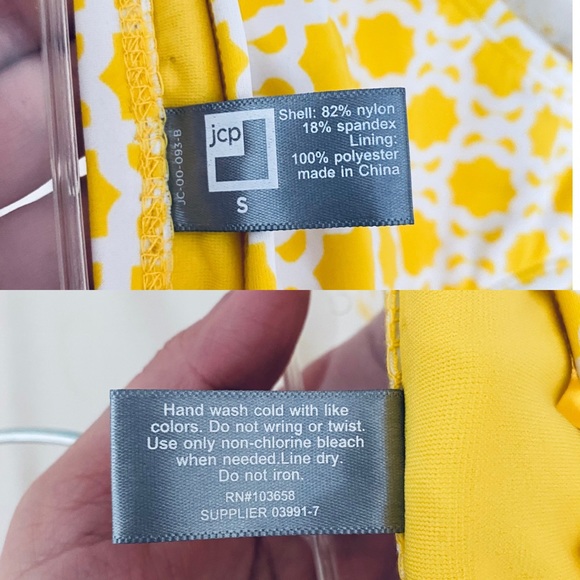 jcp
S
JC-00-093-B
Shell: 82% nylon
18% spandex
Lining:
100% polyester
made in China
Hand wash cold with like
colors. Do not wring or twist.
Use only non-chlorine bleach
when needed.Line dry.
Do not iron.
RN#103658
SUPPLIER 03991-7